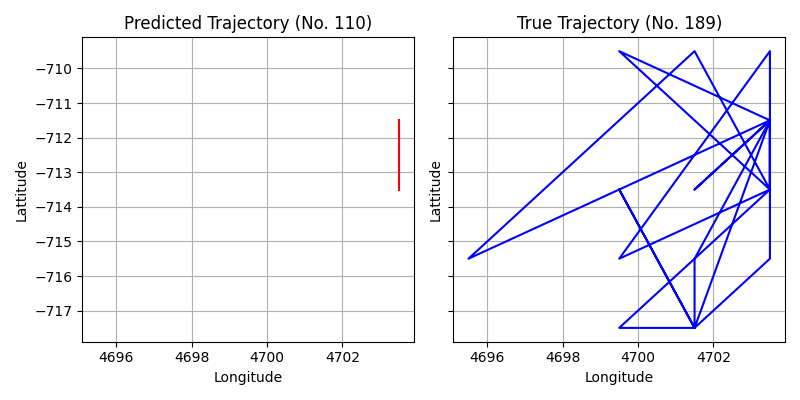 Predicted Trajectory (No. 110)
True Trajectory (No. 189)
−710
−711
−712
−713
−714
−715
−716
−717
Lattitude
Lattitude
4696
4698
4700
4702
4696
4698
4700
4702
Longitude
Longitude